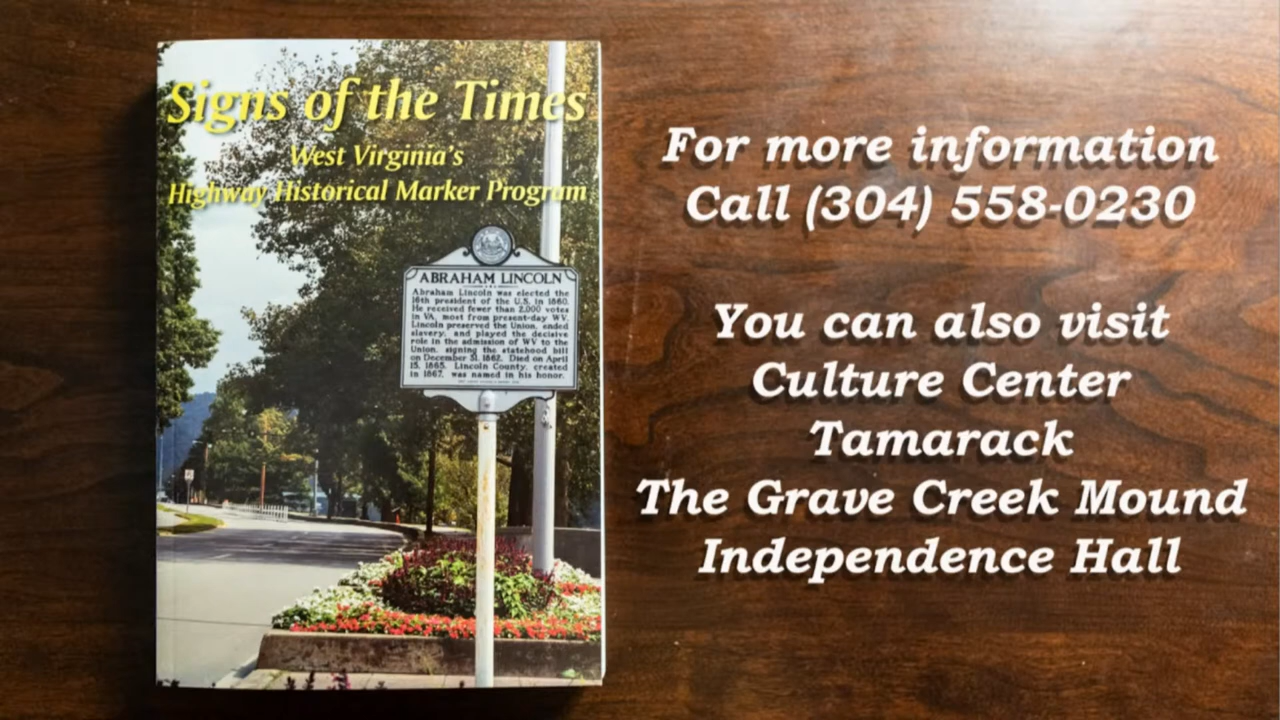 Signs of the Times
West Virginia's
Highway Historical Marker Program
ABRAHAM LINCOLN
Abraham Lincoln was elected the
16th president of the U.S. in 1860.
He received fewer than 2,000 votes
in VA, most from present-day WV.
Lincoln preserved the Union, ended
slavery, and played the decisive
role in the admission of WV to the
Union, signing the statehood bill
on December 31, 1862. Died on April
15, 1865. Lincoln County, created
in 1867, was named in his honor.
For more information
Call (304) 558-0230
You can also visit
Culture Center
Tamarack
The Grave Creek Mound
Independence Hall